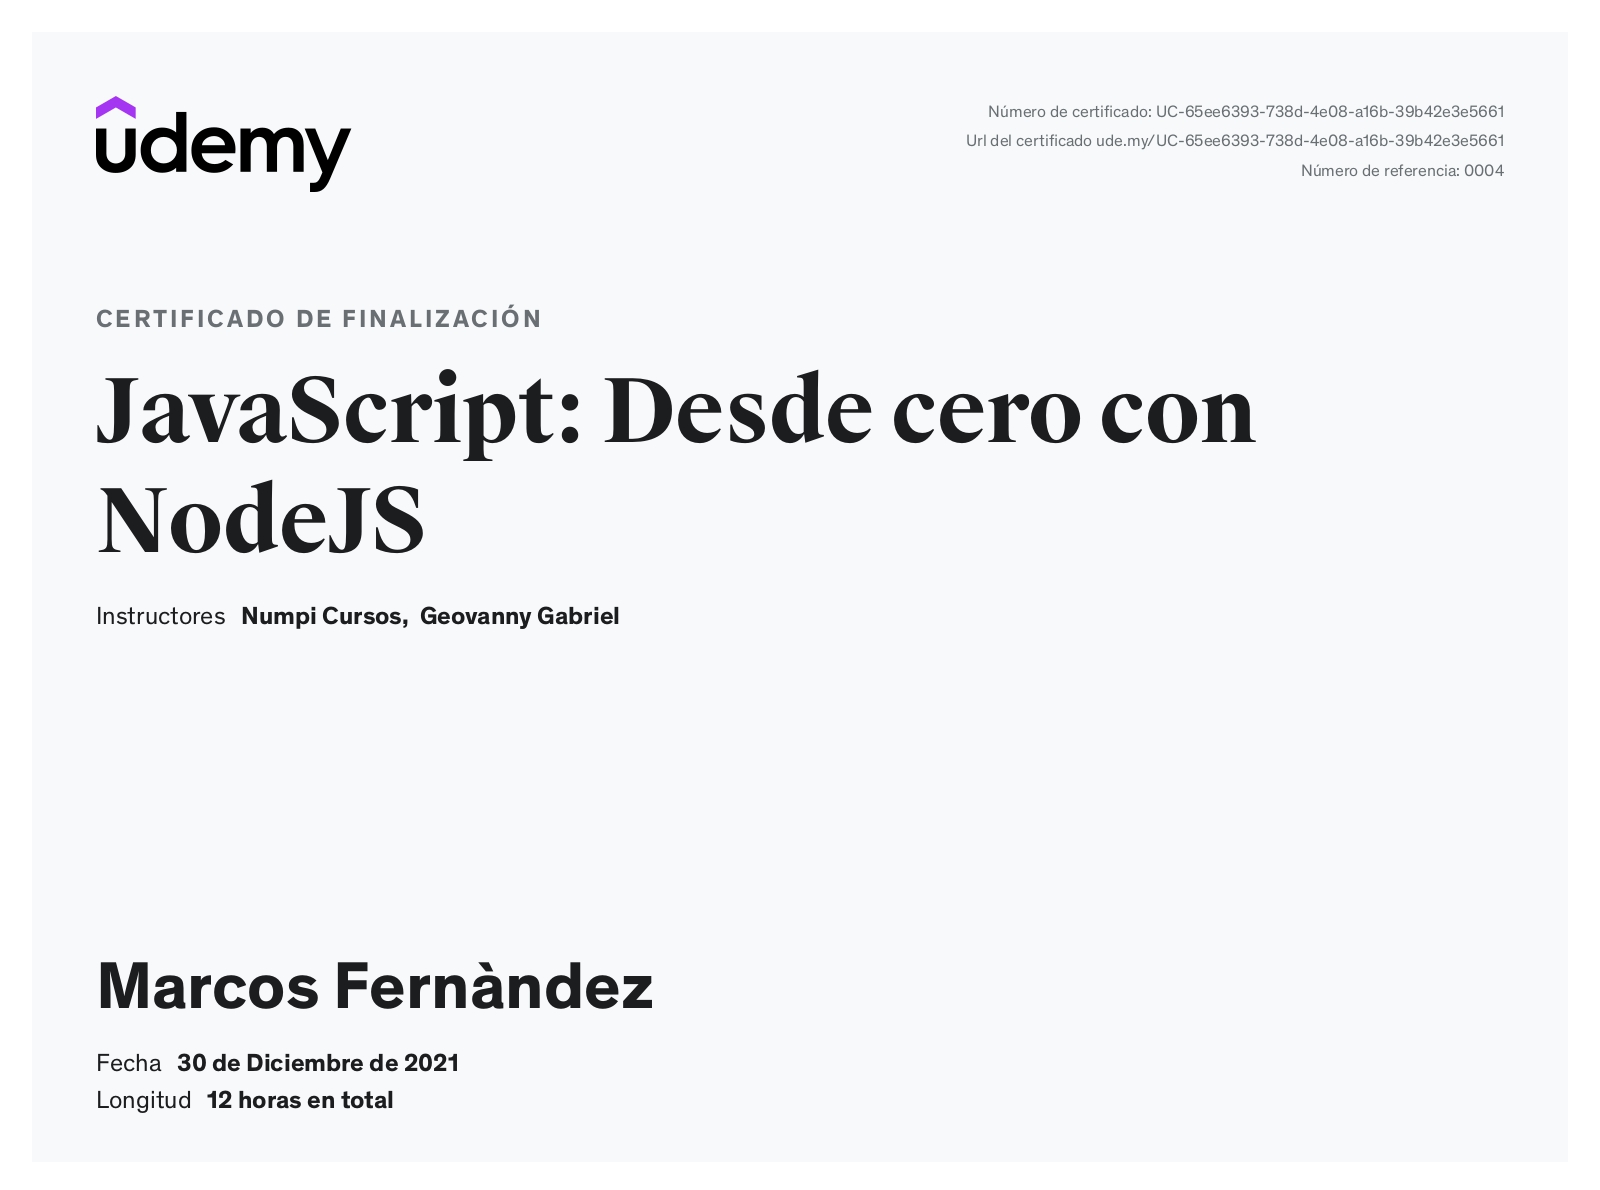 udemy
Número de certificado: UC-65ee6393-738d-4e08-a16b-39b42e3e5661
Url del certificado ude.my/UC-65ee6393-738d-4e08-a16b-39b42e3e5661
Número de referencia: 0004
CERTIFICADO DE FINALIZACIÓN
JavaScript: Desde cero con
NodeJS
Instructores Numpi Cursos, Geovanny Gabriel
Marcos Fernàndez
Fecha 30 de Diciembre de 2021
Longitud 12 horas en total